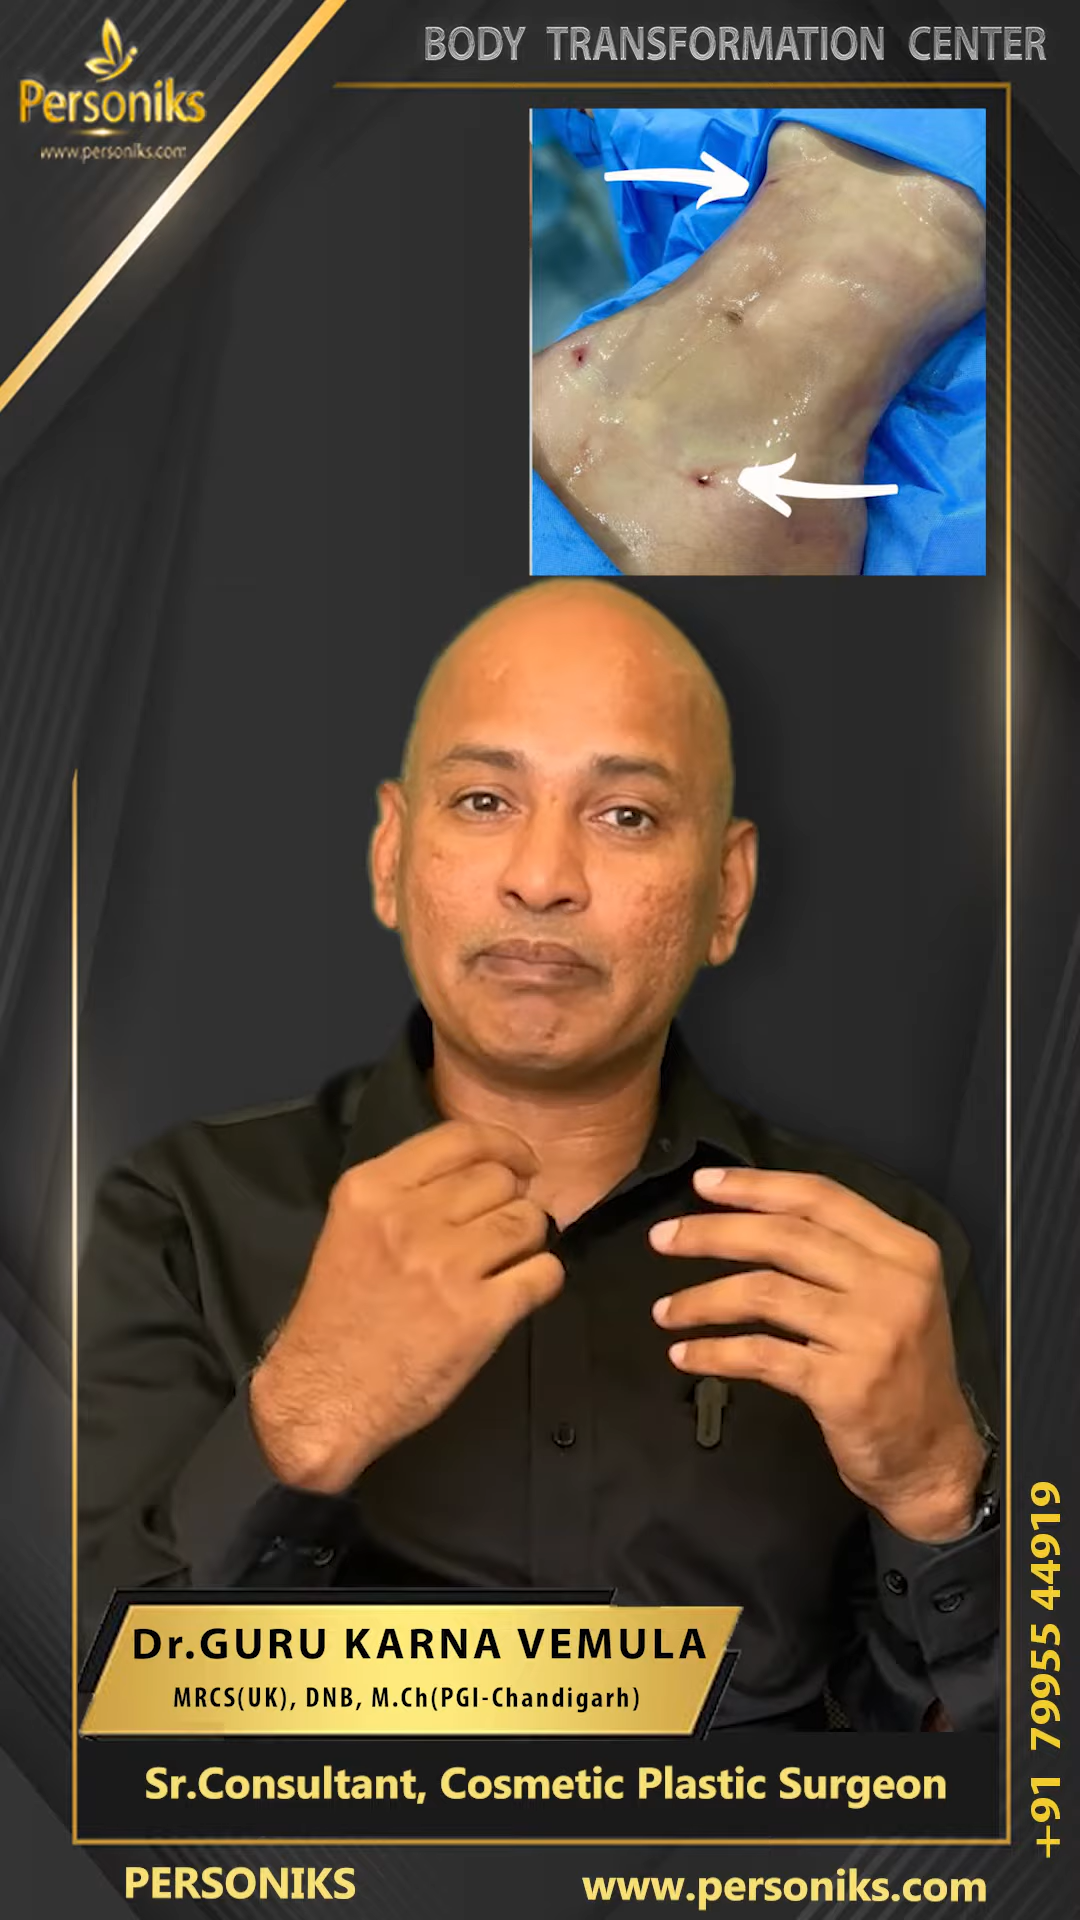 BODY TRANSFORMATION CENTER
Personiks
www.personiks.com
+91 79955 44919
Dr.GURU KARNA VEMULA
MRCS(UK), DNB, M.Ch(PGI-Chandigarh)
Sr.Consultant, Cosmetic Plastic Surgeon
PERSONIKS
www.personiks.com